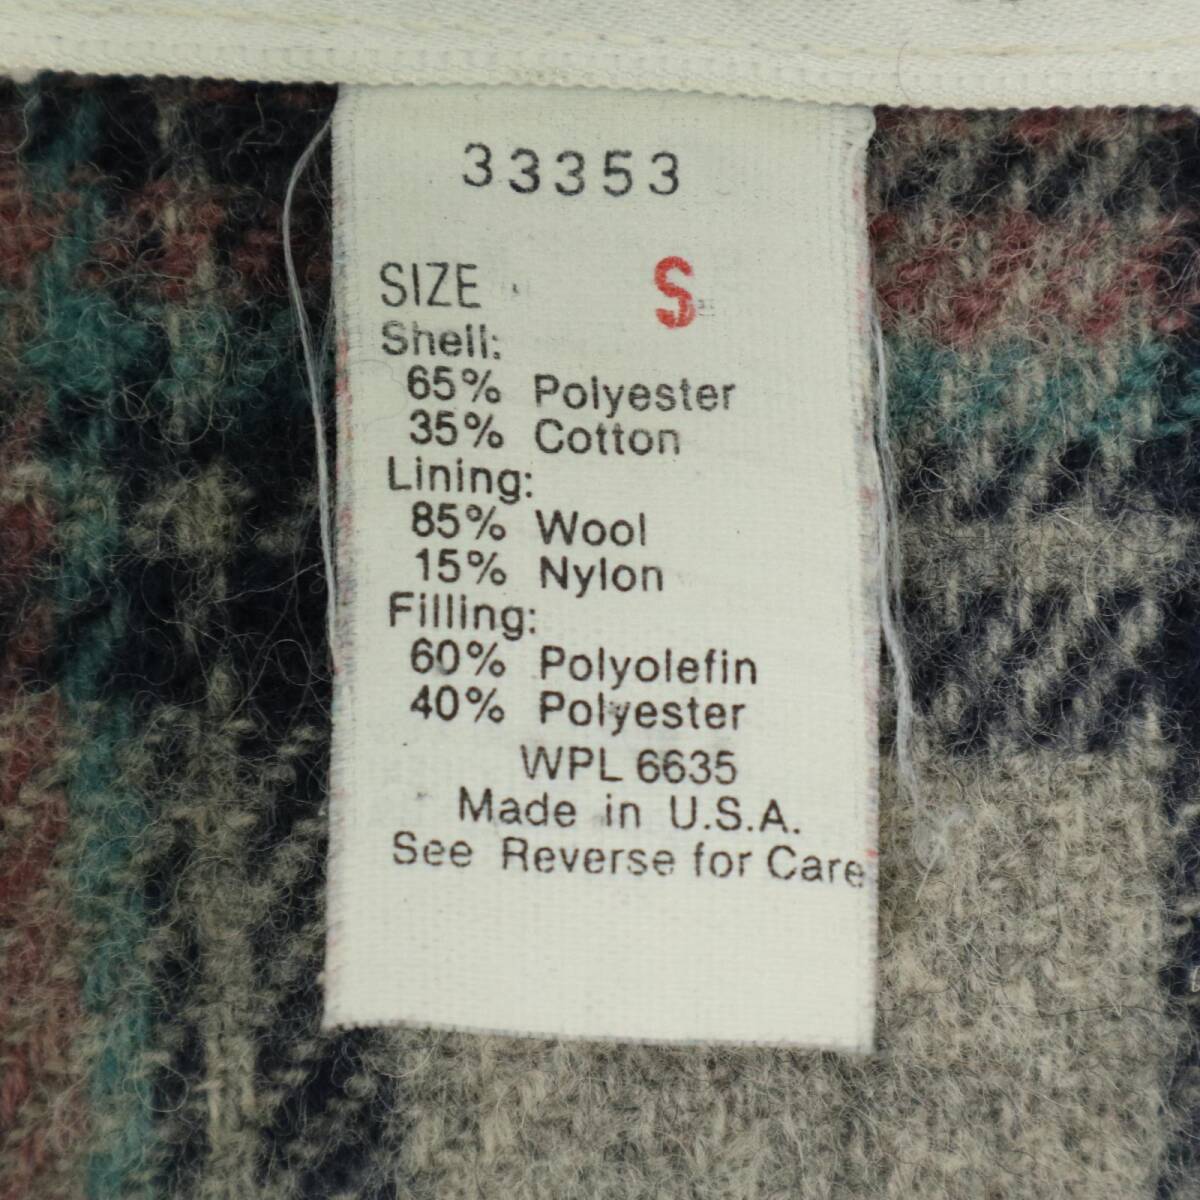 33353
SIZE S
Shell:
65% Polyester
35% Cotton
Lining:
85% Wool
15% Nylon
Filling:
60% Polyolefin
40% Polyester
WPL 6635
Made in U.S.A.
See Reverse for Care